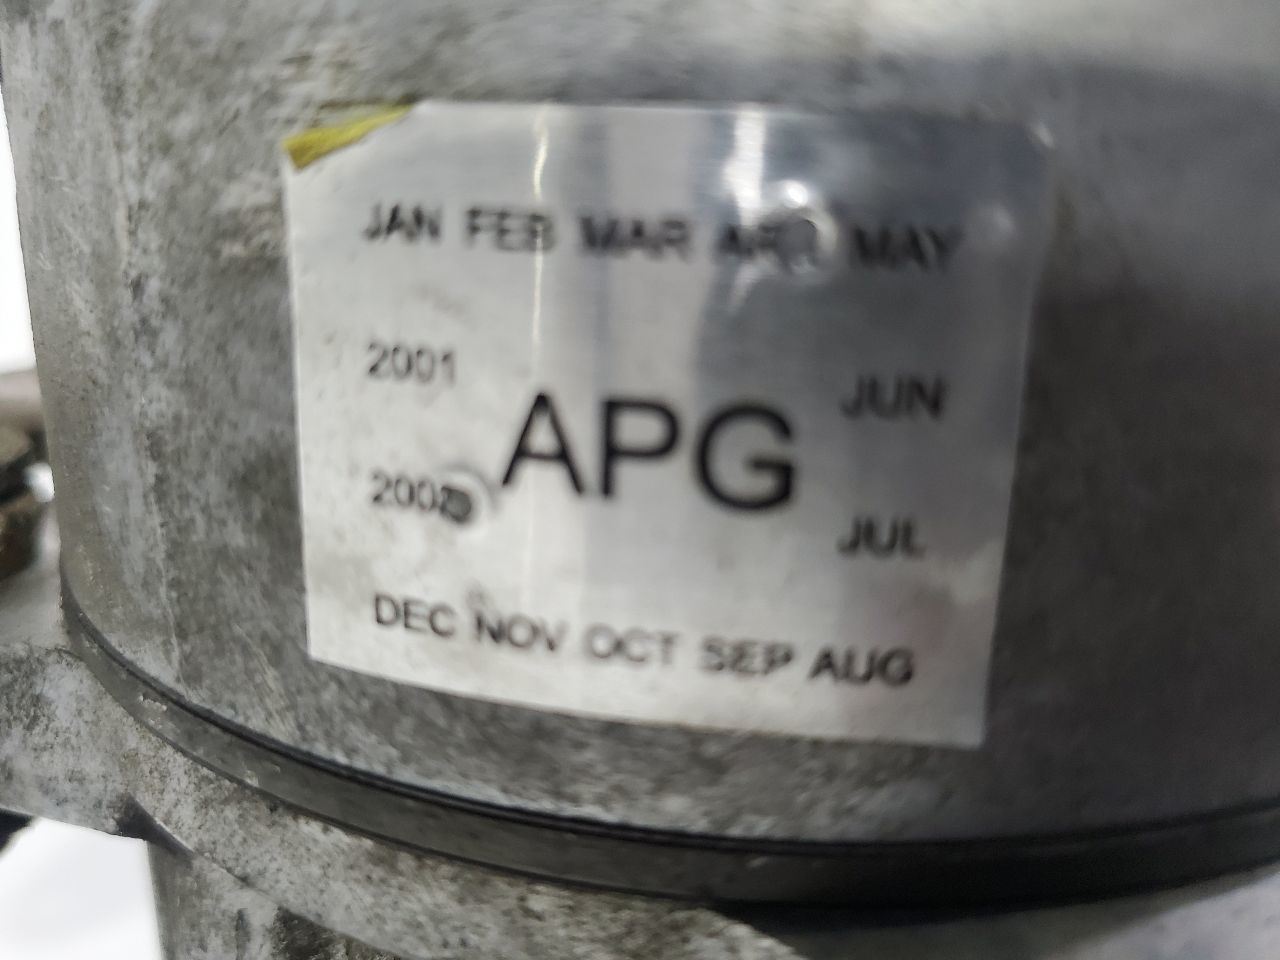 JAN FEB MAR MAY
2001
APG
JUN
JUL
DEC NOV OCT SEP AUG